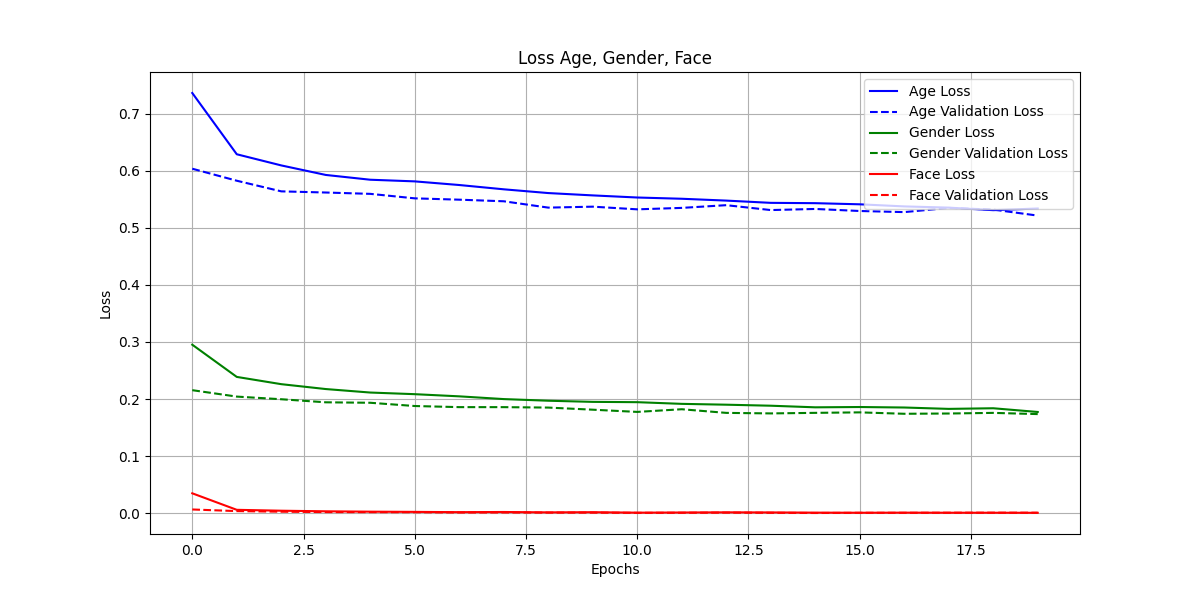 Loss Age, Gender, Face
Age Loss
Age Validation Loss
Gender Loss
Gender Validation Loss
Face Loss
Face Validation Loss
Loss
0.7
0.6
0.5
0.4
0.3
0.2
0.1
0.0
0.0 2.5 5.0 7.5 10.0 12.5 15.0 17.5
Epochs